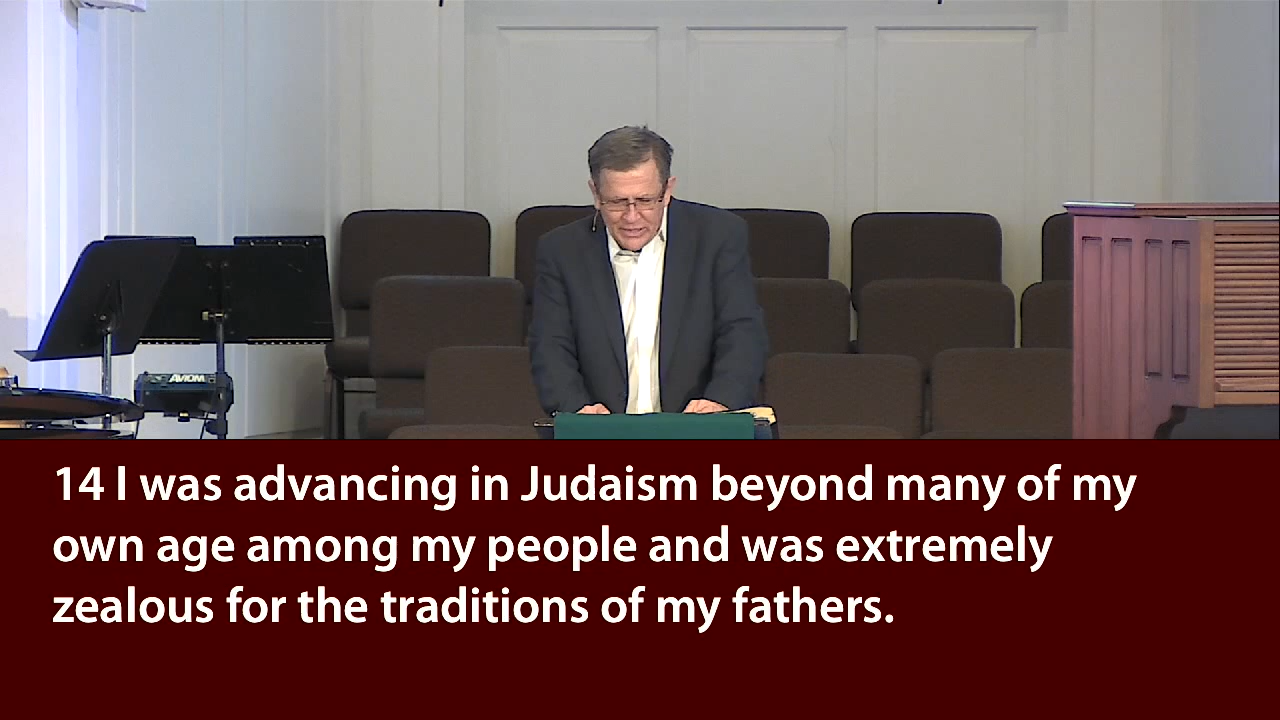 AVIOM
14 I was advancing in Judaism beyond many of my
own age among my people and was extremely
zealous for the traditions of my fathers.